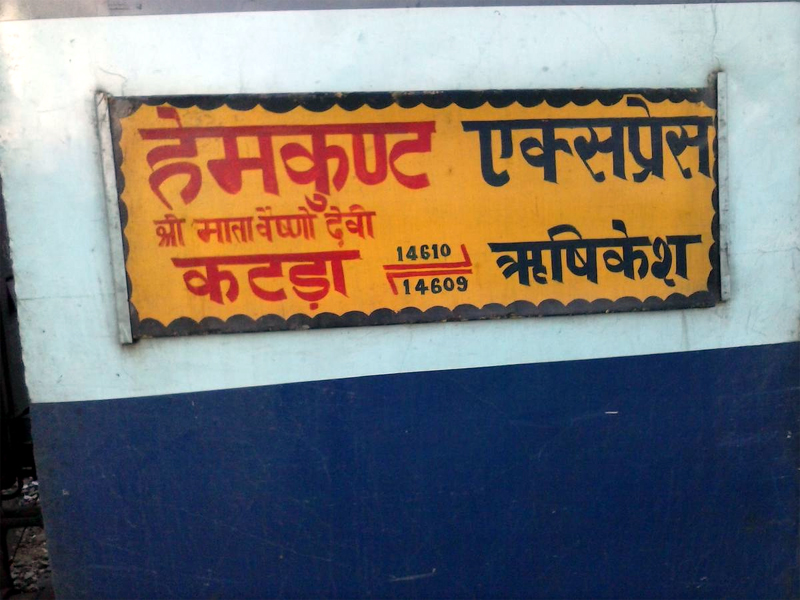 हेमकुण्ट एक्सप्रेस
श्री माता वैष्णो देवी
कटड़ा 14610 ऋषिकेश
14609